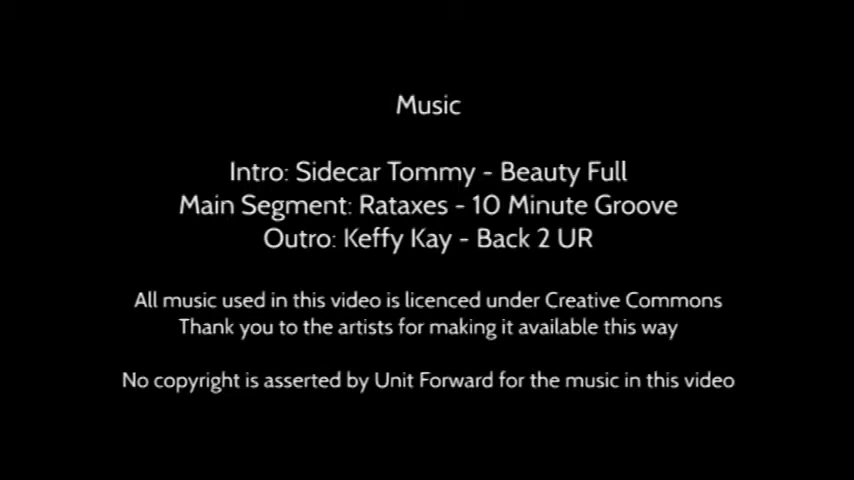 Music
Intro: Sidecar Tommy - Beauty Full
Main Segment: Rataxes - 10 Minute Groove
Outro: Keffy Kay - Back 2 UR
All music used in this video is licenced under Creative Commons
Thank you to the artists for making it available this way
No copyright is asserted by Unit Forward for the music in this video